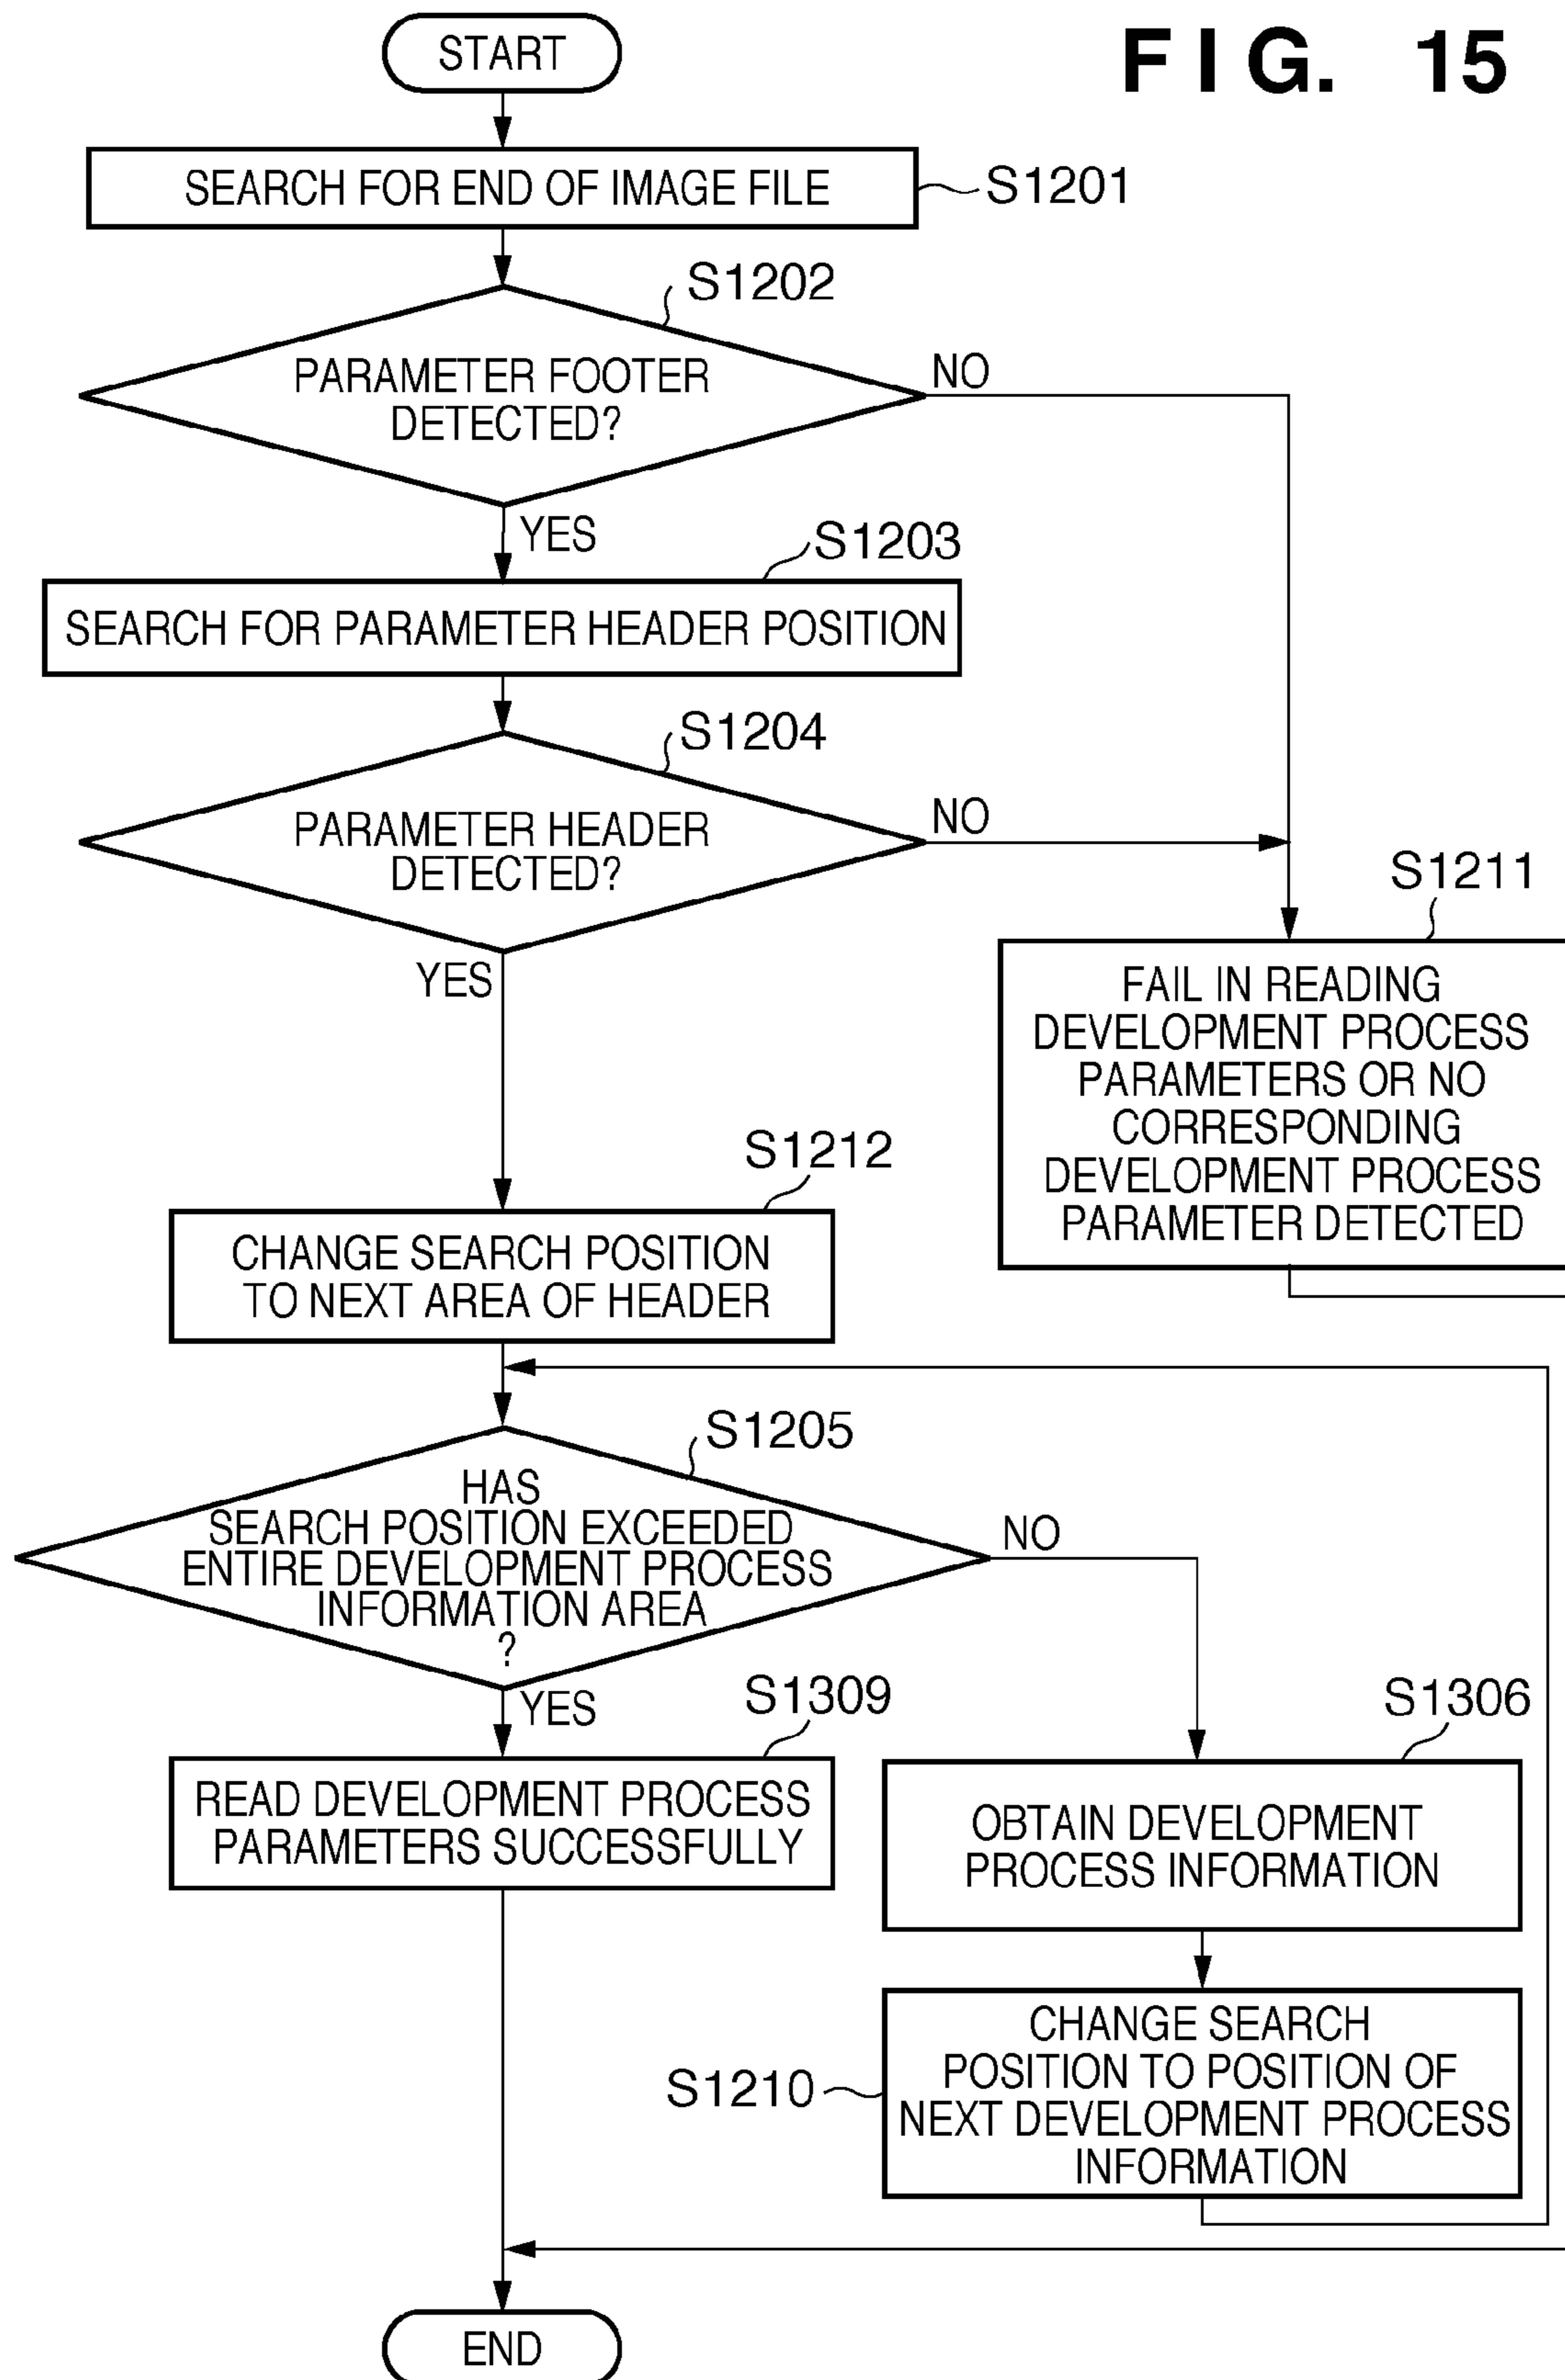 FIG. 15
START
SEARCH FOR END OF IMAGE FILE
S1201
S1202
PARAMETER FOOTER
DETECTED?
NO
YES
S1203
SEARCH FOR PARAMETER HEADER POSITION
S1204
PARAMETER HEADER
DETECTED?
NO
YES
S1211
FAIL IN READING
DEVELOPMENT PROCESS
PARAMETERS OR NO
CORRESPONDING
DEVELOPMENT PROCESS
PARAMETER DETECTED
S1212
CHANGE SEARCH POSITION
TO NEXT AREA OF HEADER
S1205
HAS
SEARCH POSITION EXCEEDED
ENTIRE DEVELOPMENT PROCESS
INFORMATION AREA
?
NO
YES
S1309
READ DEVELOPMENT PROCESS
PARAMETERS SUCCESSFULLY
S1306
OBTAIN DEVELOPMENT
PROCESS INFORMATION
S1210
CHANGE SEARCH
POSITION TO POSITION OF
NEXT DEVELOPMENT PROCESS
INFORMATION
END